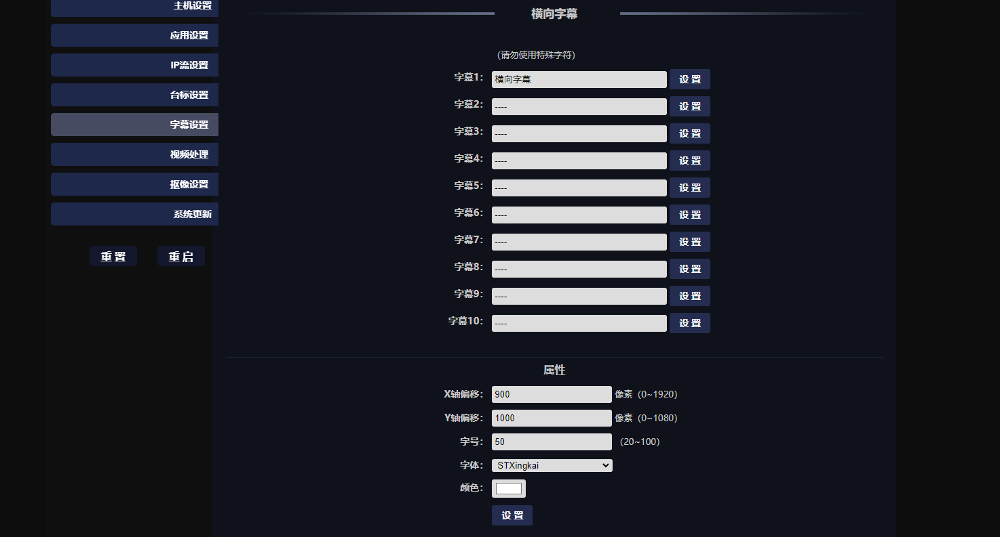 主机设置
应用设置
IP流设置
台标设置
字幕设置
视频处理
抠像设置
系统更新
重 置 重 启
横向字幕
(请勿使用特殊字符)
字幕1： 横向字幕 设 置
字幕2： ---- 设 置
字幕3： ---- 设 置
字幕4： ---- 设 置
字幕5： ---- 设 置
字幕6： ---- 设 置
字幕7： ---- 设 置
字幕8： ---- 设 置
字幕9： ---- 设 置
字幕10： ---- 设 置
属性
X轴偏移： 900 像素（0~1920）
Y轴偏移： 1000 像素（0~1080）
字号： 50 （20~100）
字体： STXingkai
颜色：
设 置